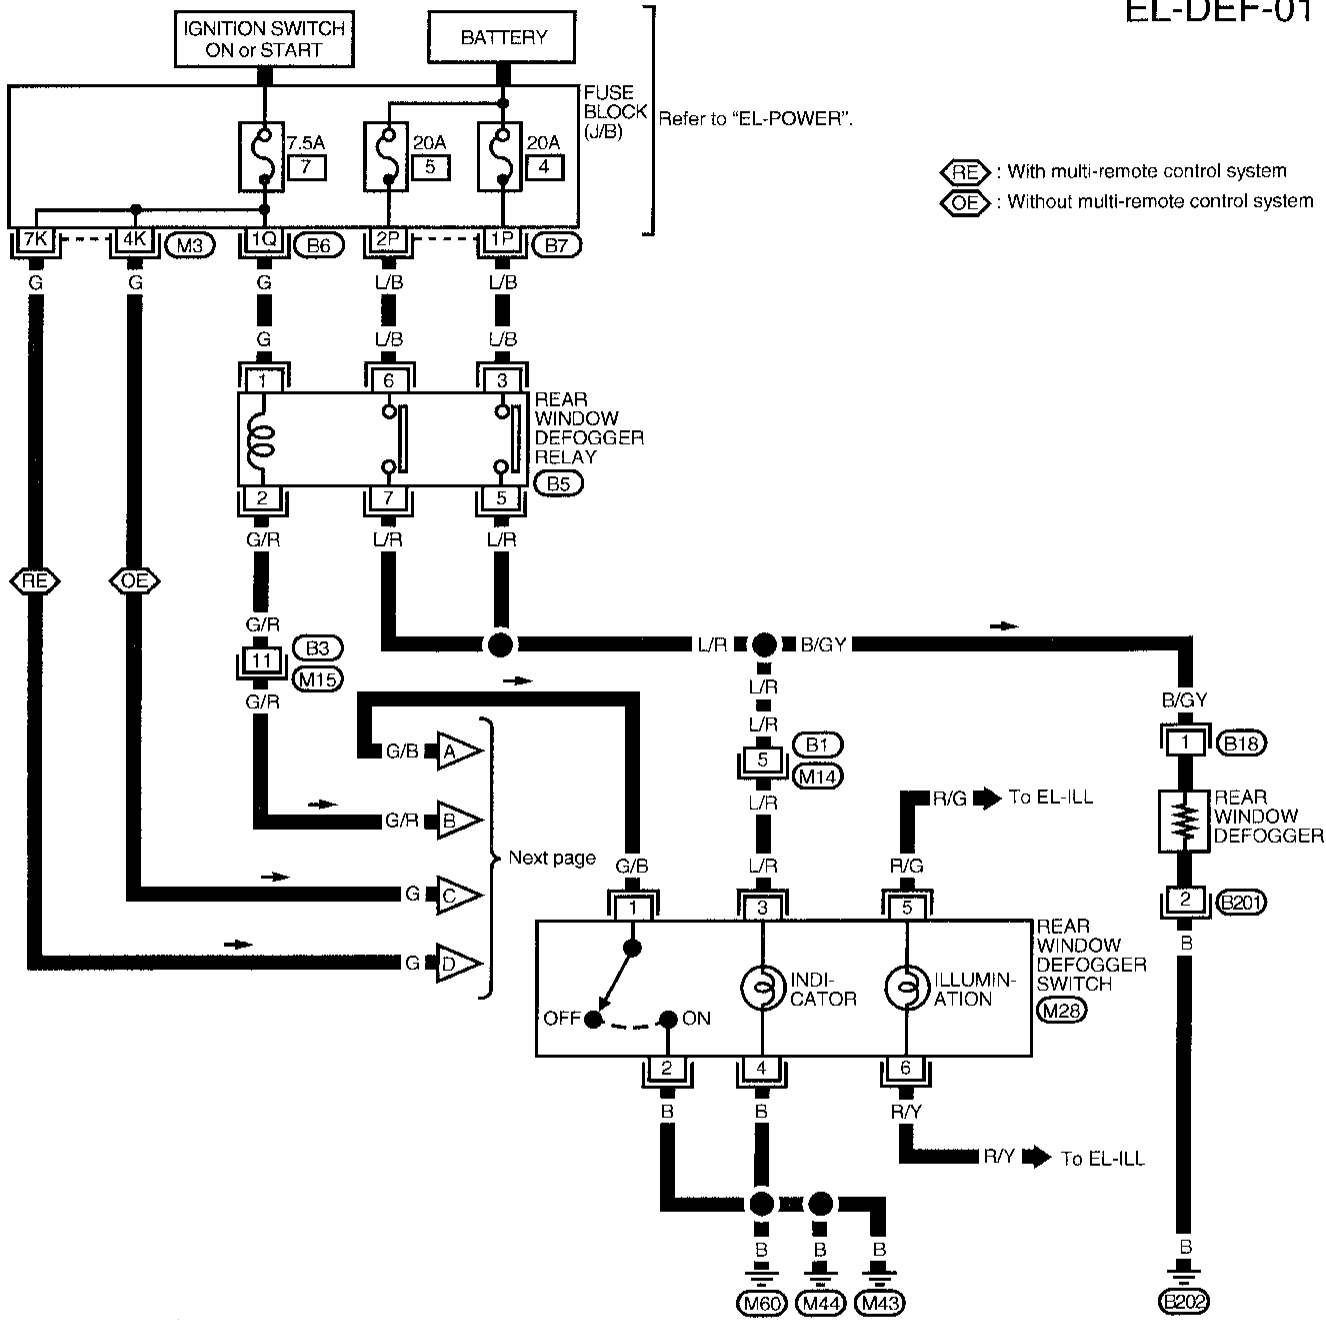 EL-DEF-01
IGNITION SWITCH
ON or START
BATTERY
FUSE
BLOCK
(J/B)
Refer to “EL-POWER”.
7.5A
7
20A
5
20A
4
RE : With multi-remote control system
OE : Without multi-remote control system
7K
4K
M3
1Q
B6
2P
1P
B7
G
G
G
L/B
L/B
G
L/B
L/B
1
6
3
REAR
WINDOW
DEFOGGER
RELAY
B5
2
7
5
G/R
L/R
L/R
RE
OE
G/R
11
B3
M15
G/R
L/R
B/GY
L/R
L/R
5
B1
M14
L/R
L/R
B/GY
1
B18
REAR
WINDOW
DEFOGGER
2
B201
B
G/B
A
G/R
B
G
C
G
D
Next page
G/B
R/G
To EL-ILL
R/G
1
3
5
REAR
WINDOW
DEFOGGER
SWITCH
M28
OFF
ON
INDI-
CATOR
ILLUMIN-
ATION
2
4
6
B
B
R/Y
R/Y
To EL-ILL
B
B
B
B
M60
M44
M43
B202